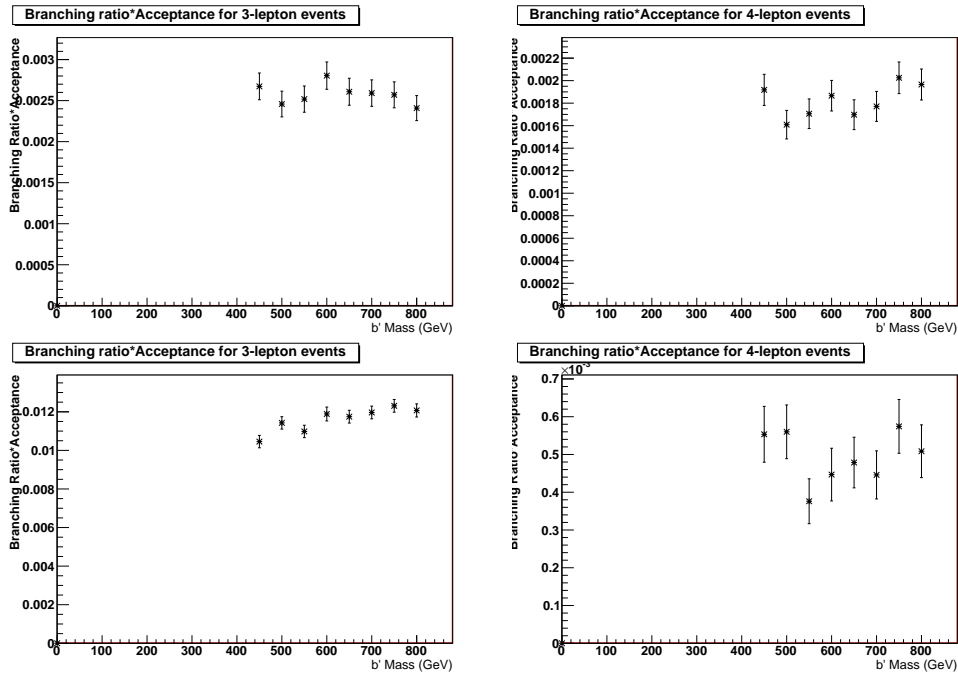 Branching ratio*Acceptance for 3-lepton events
Branching Ratio*Acceptance
0.003
0.0025
0.002
0.0015
0.001
0.0005
0
0 100 200 300 400 500 600 700 800
b' Mass (GeV)
Branching ratio*Acceptance for 4-lepton events
Branching Ratio Acceptance
0.0022
0.002
0.0018
0.0016
0.0014
0.0012
0.001
0.0008
0.0006
0.0004
0.0002
0
0 100 200 300 400 500 600 700 800
b' Mass (GeV)
Branching ratio*Acceptance for 3-lepton events
Branching Ratio*Acceptance
0.012
0.01
0.008
0.006
0.004
0.002
0
0 100 200 300 400 500 600 700 800
b' Mass (GeV)
Branching ratio*Acceptance for 4-lepton events
×10⁻³
Branching Ratio Acceptance
0.7
0.6
0.5
0.4
0.3
0.2
0.1
0
0 100 200 300 400 500 600 700 800
b' Mass (GeV)